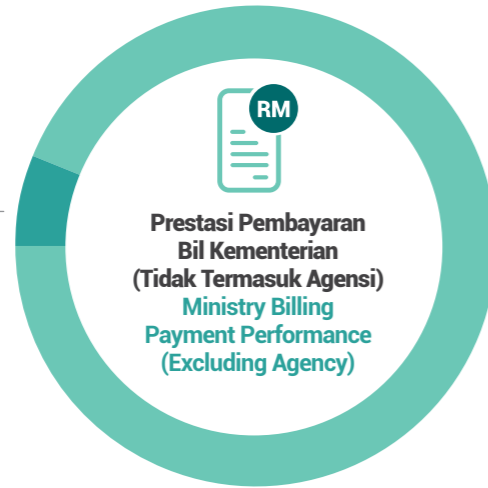 RM
Prestasi Pembayaran
Bil Kementerian
(Tidak Termasuk Agensi)
Ministry Billing
Payment Performance
(Excluding Agency)